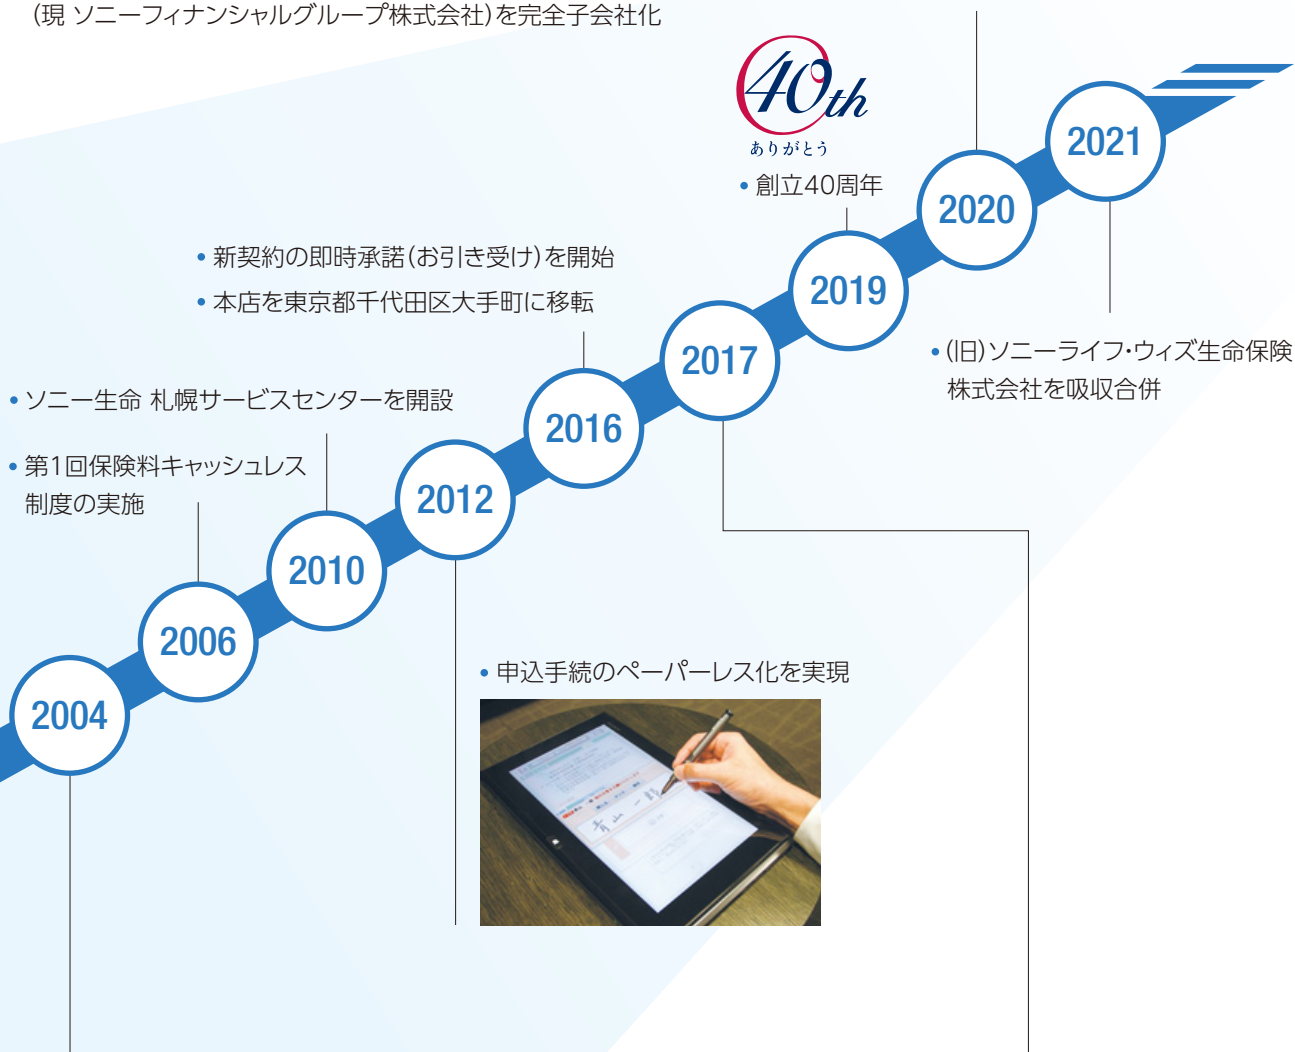 (現 ソニーフィナンシャルグループ株式会社)を完全子会社化
40th
ありがとう
• 創立40周年
2021
2020
• 新契約の即時承諾(お引き受け)を開始
• 本店を東京都千代田区大手町に移転
2019
• (旧)ソニーライフ・ウィズ生命保険
株式会社を吸収合併
2017
• ソニー生命 札幌サービスセンターを開設
2016
• 第1回保険料キャッシュレス
制度の実施
2012
2010
2006
2004
• 申込手続のペーパーレス化を実現
青山 一郎